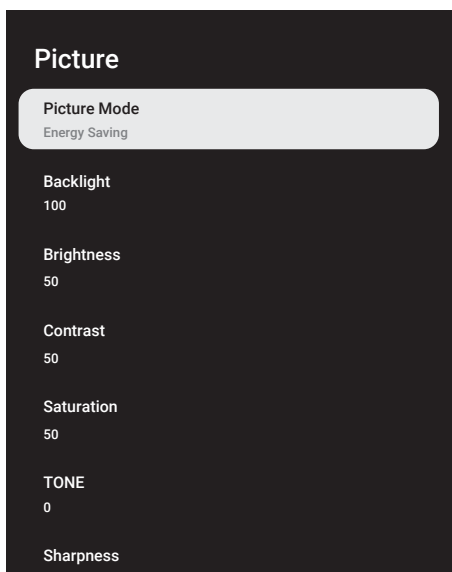 Picture
Picture Mode
Energy Saving
Backlight
100
Brightness
50
Contrast
50
Saturation
50
TONE
0
Sharpness